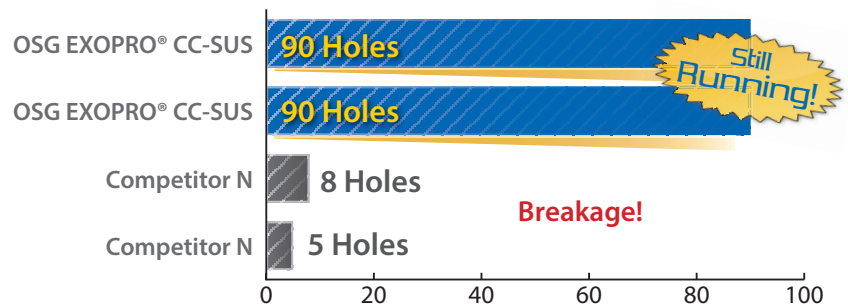 OSG EXOPRO® CC-SUS
90 Holes
Still
Running!
OSG EXOPRO® CC-SUS
90 Holes
Competitor N
8 Holes
Breakage!
Competitor N
5 Holes
0 20 40 60 80 100